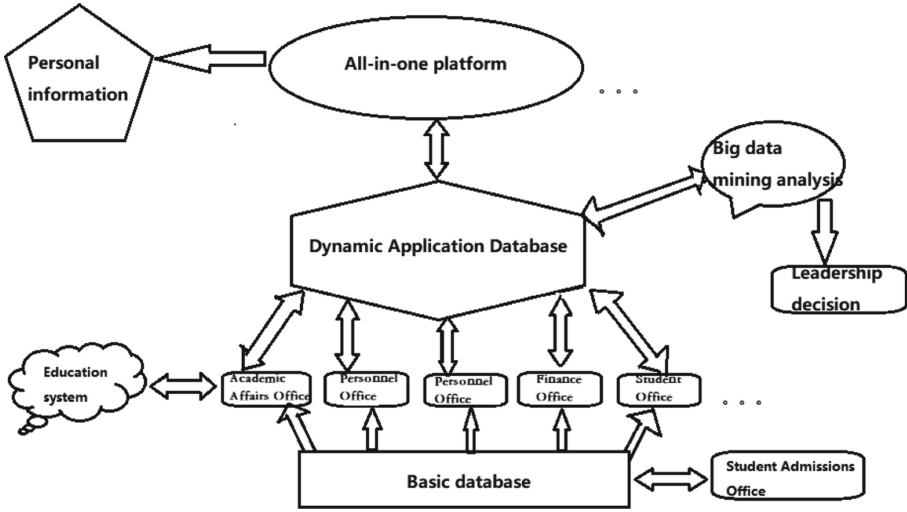 Personal
information
All-in-one platform
。。。
Big data
mining analysis
Dynamic Application Database
Leadership
decision
Education
system
Academic
Affairs Office
Personnel
Office
Personnel
Office
Finance
Office
Student
Office
。。。
Basic database
Student Admissions
Office